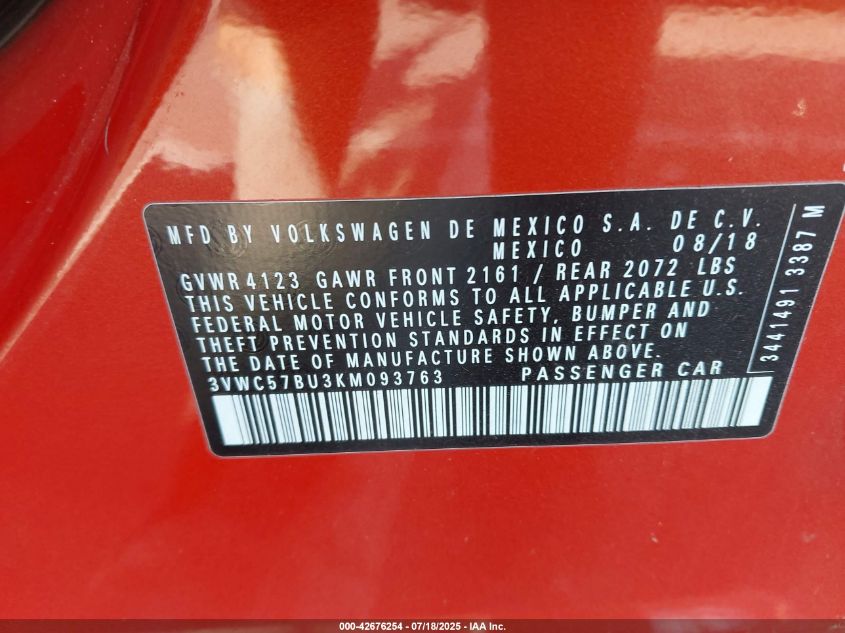 MFD BY VOLKSWAGEN DE MEXICO S.A. DE C.V.
MEXICO 08/18
GVWR 4123 GAWR FRONT 2161 / REAR 2072 LBS
THIS VEHICLE CONFORMS TO ALL APPLICABLE U.S.
FEDERAL MOTOR VEHICLE SAFETY, BUMPER AND
THEFT PREVENTION STANDARDS IN EFFECT ON
THE DATE OF MANUFACTURE SHOWN ABOVE.
3VWC57BU3KM093763 PASSENGER CAR
3441491 3387 M
000-42676254 - 07/18/2025 - IAA Inc.